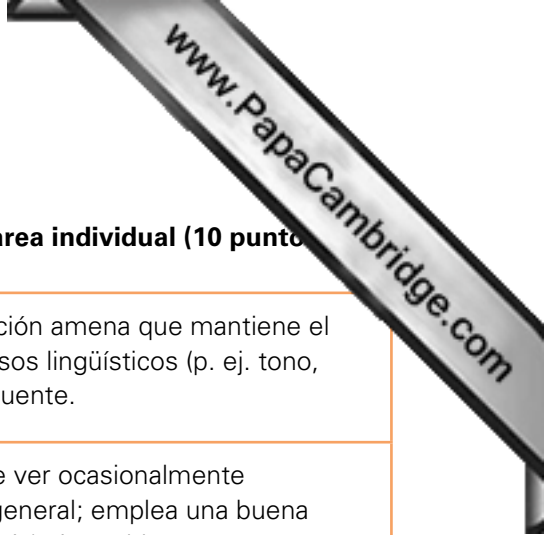 www.PapaCambridge.com
area individual (10 punto
ción amena que mantiene el
sos lingüísticos (p. ej. tono,
uente.
e ver ocasionalmente
general; emplea una buena